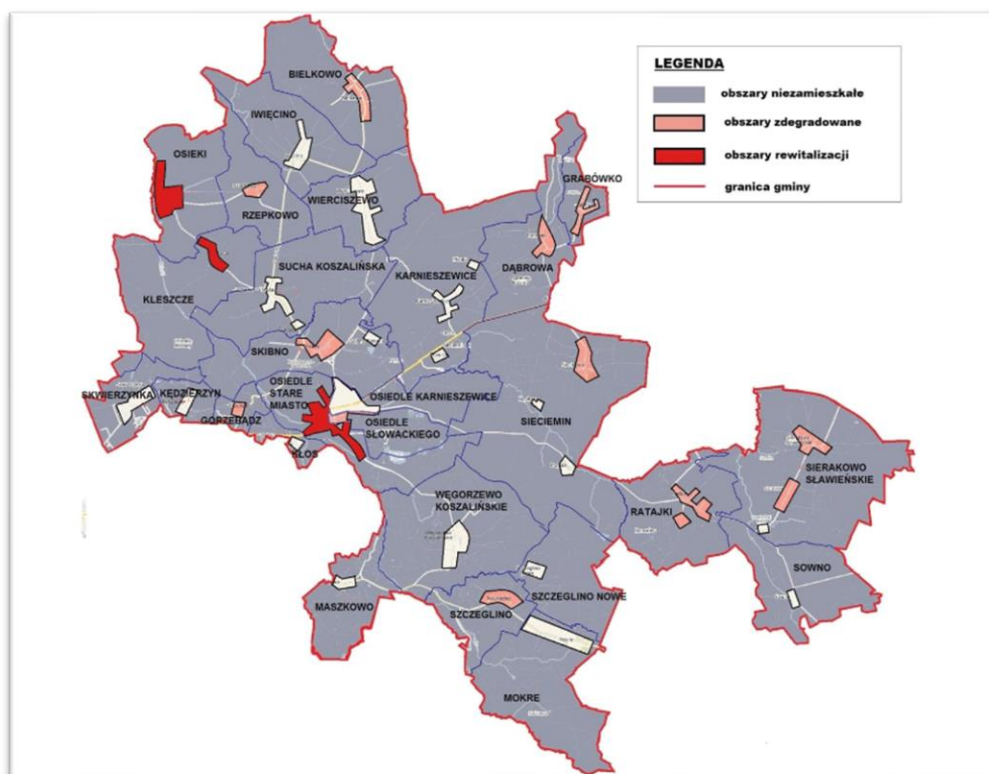 LEGENDA
obszary niezamieszkałe
obszary zdegradowane
obszary rewitalizacji
granica gminy
BIELKOWO
IWIĘCINO
OSIEKI
GRABÓWKO
WIERCISZEWO
RZEPKOWO
SUCHA KOSZALIŃSKA
KARNIESZEWICE
DĄBROWA
KLESZCZE
SKIBNO
OSIEDLE
STARE
MIASTO
SKWIERZYNKA
KĘDZIERZYN
OSIEDLE KARNIESZEWICE
GORZEBĄDZ
OSIEDLE
SŁOWACKIEGO
SIECIEMIN
KŁOS
SIERAKOWO
SŁAWIEŃSKIE
WĘGORZEWO
KOSZALIŃSKIE
RATAJKI
SOWNO
MASZKOWO
SZCZEGLINO NOWE
SZCZEGLINO
MOKRE